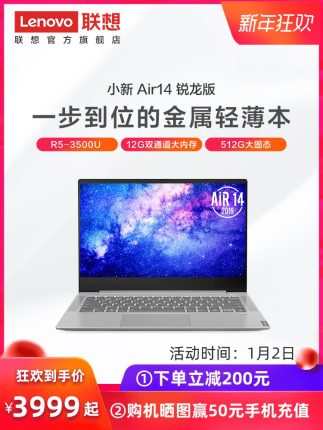 Lenovo 联想
联想官方旗舰店
新年狂欢
小新 Air14 锐龙版
一步到位的金属轻薄本
R5-3500U
12G双通道大内存
512G大固态
AiR 14
2019
活动时间：1月2日
狂欢到手价
¥3999起
①下单立减200元
②购机晒图赢50元手机充值